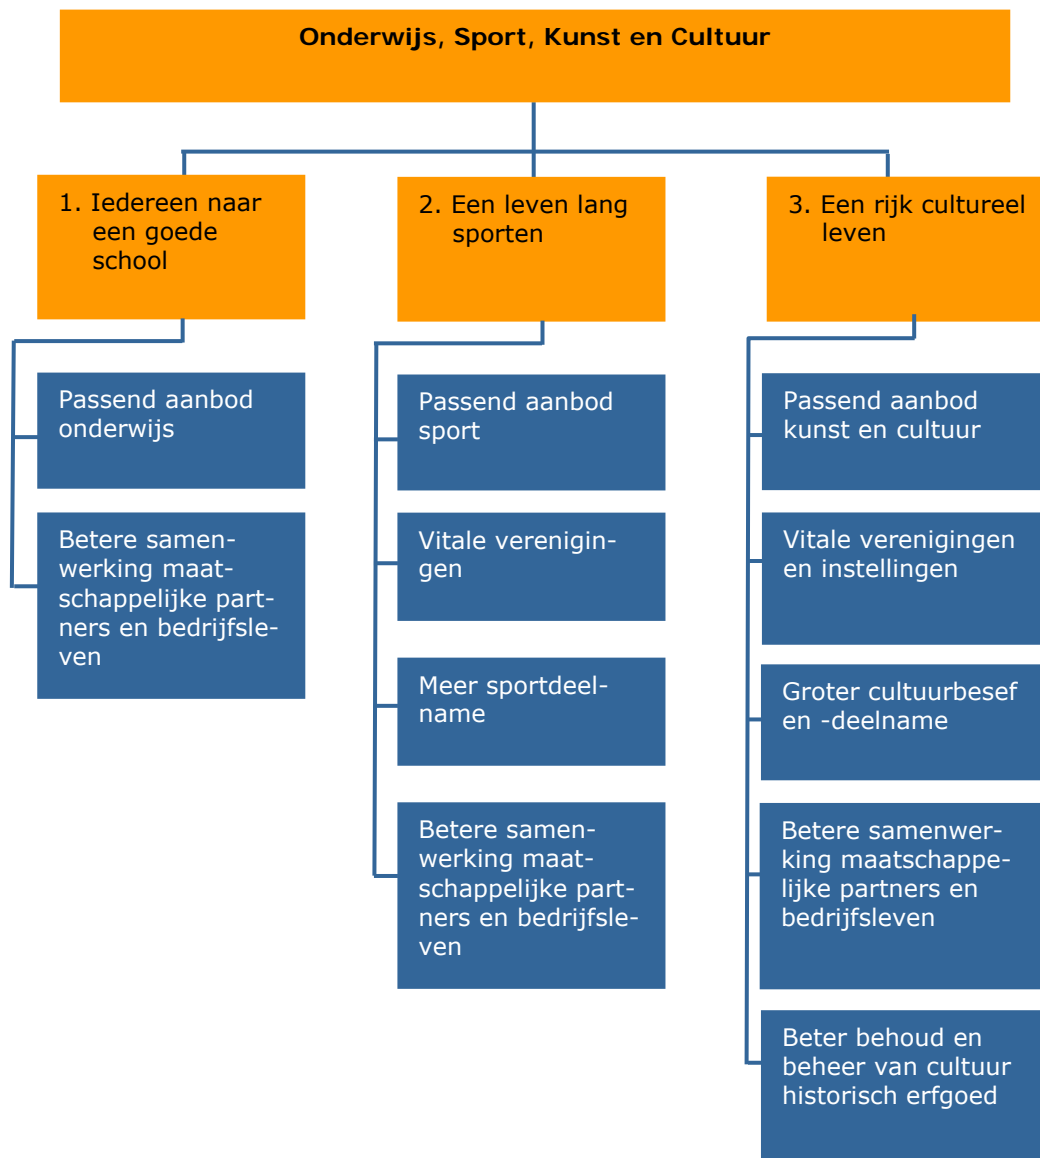 Onderwijs, Sport, Kunst en Cultuur
1. Iedereen naar
een goede
school
Passend aanbod
onderwijs
Betere samen-
werking maat-
schappelijke part-
ners en bedrijfsle-
ven
2. Een leven lang
sporten
Passend aanbod
sport
Vitale verenigin-
gen
Meer sportdeel-
name
Betere samen-
werking maat-
schappelijke part-
ners en bedrijfsle-
ven
3. Een rijk cultureel
leven
Passend aanbod
kunst en cultuur
Vitale verenigingen
en instellingen
Groter cultuurbesef
en -deelname
Betere samenwer-
king maatschappe-
lijke partners en
bedrijfsleven
Beter behoud en
beheer van cultuur
historisch erfgoed